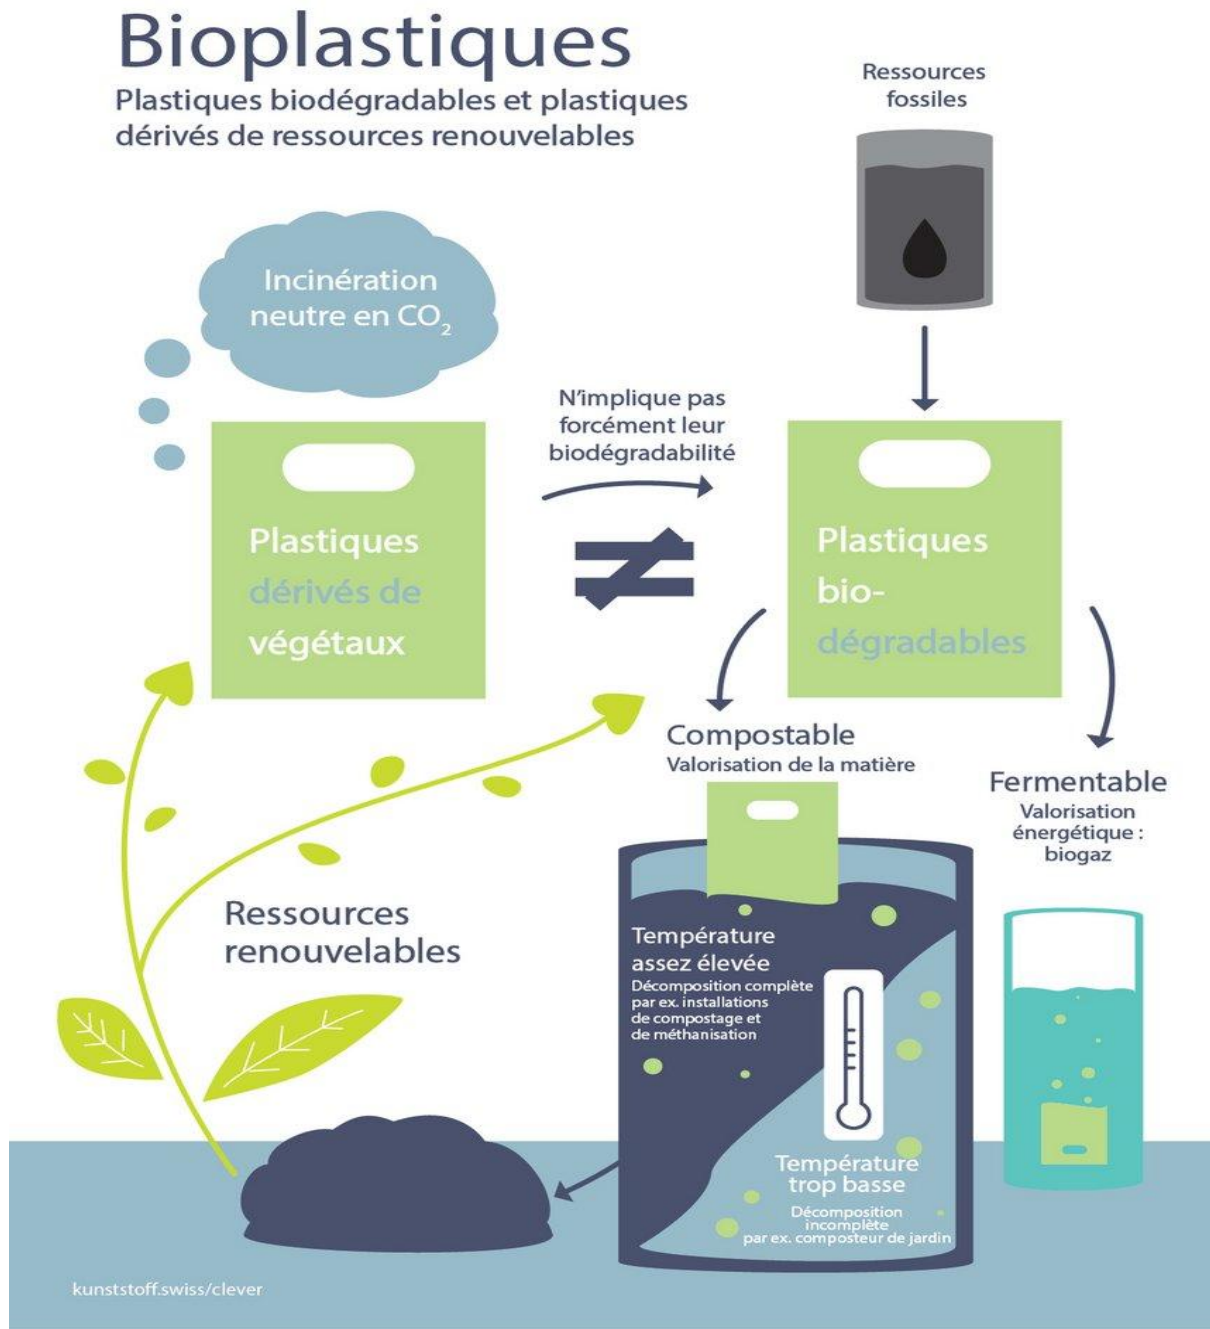 Bioplastiques
Plastiques biodégradables et plastiques
dérivés de ressources renouvelables
Ressources
fossiles
Incinération
neutre en CO₂
N'implique pas
forcément leur
biodégradabilité
Plastiques
dérivés de
végétaux
Plastiques
bio-
dégradables
Compostable
Valorisation de la matière
Fermentable
Valorisation
énergétique :
biogaz
Ressources
renouvelables
Température
assez élevée
Décomposition complète
par ex. installations
de compostage et
de méthanisation
Température
trop basse
Décomposition
incomplète
par ex. composteur de jardin
kunststoff.swiss/clever